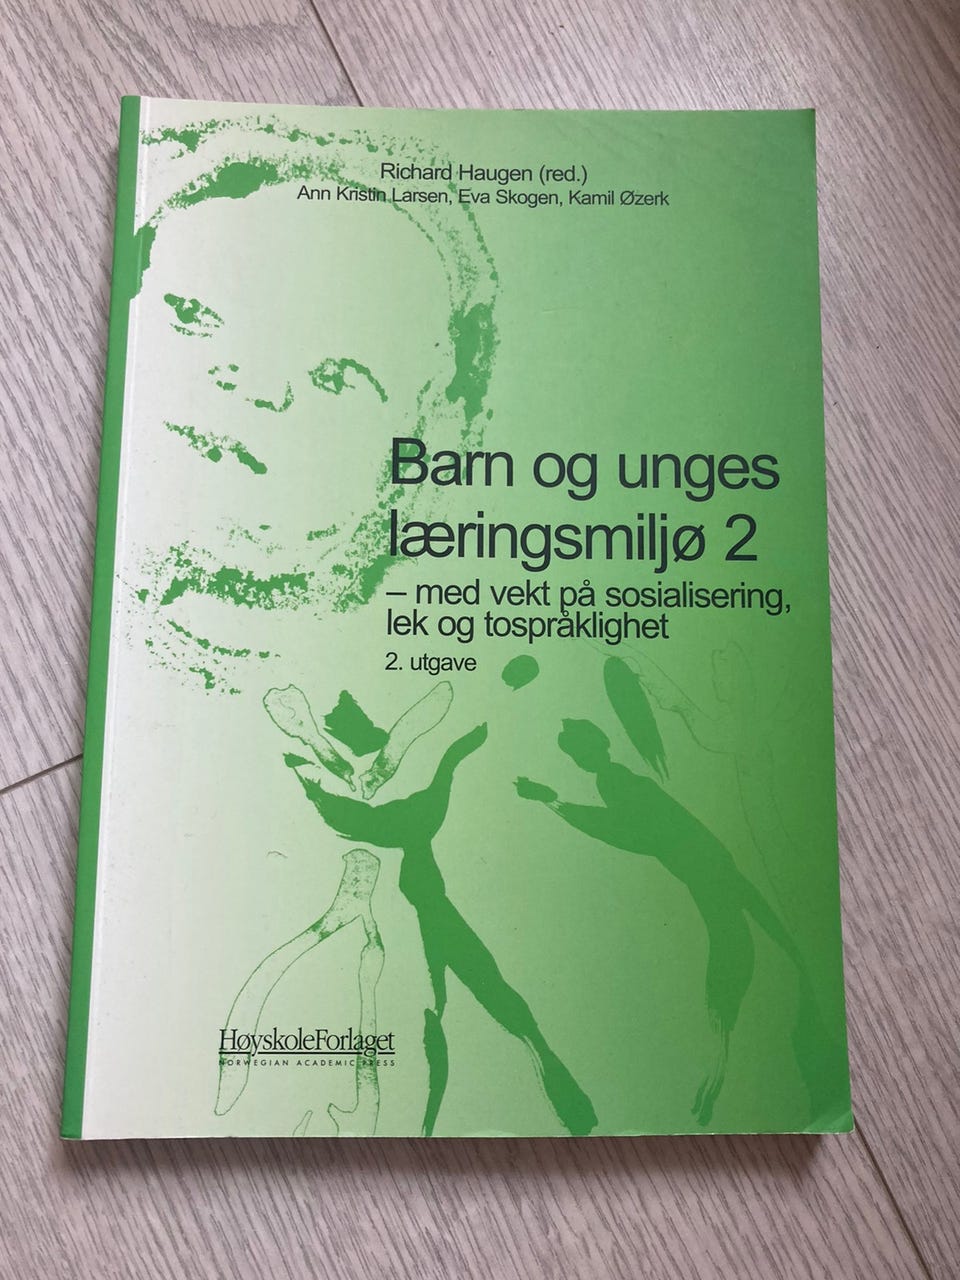 Richard Haugen (red.)
Ann Kristin Larsen, Eva Skogen, Kamil Øzerk
Barn og unges
læringsmiljø 2
– med vekt på sosialisering,
lek og tospråklighet
2. utgave
HøyskoleForlaget
NORWEGIAN ACADEMIC PRESS